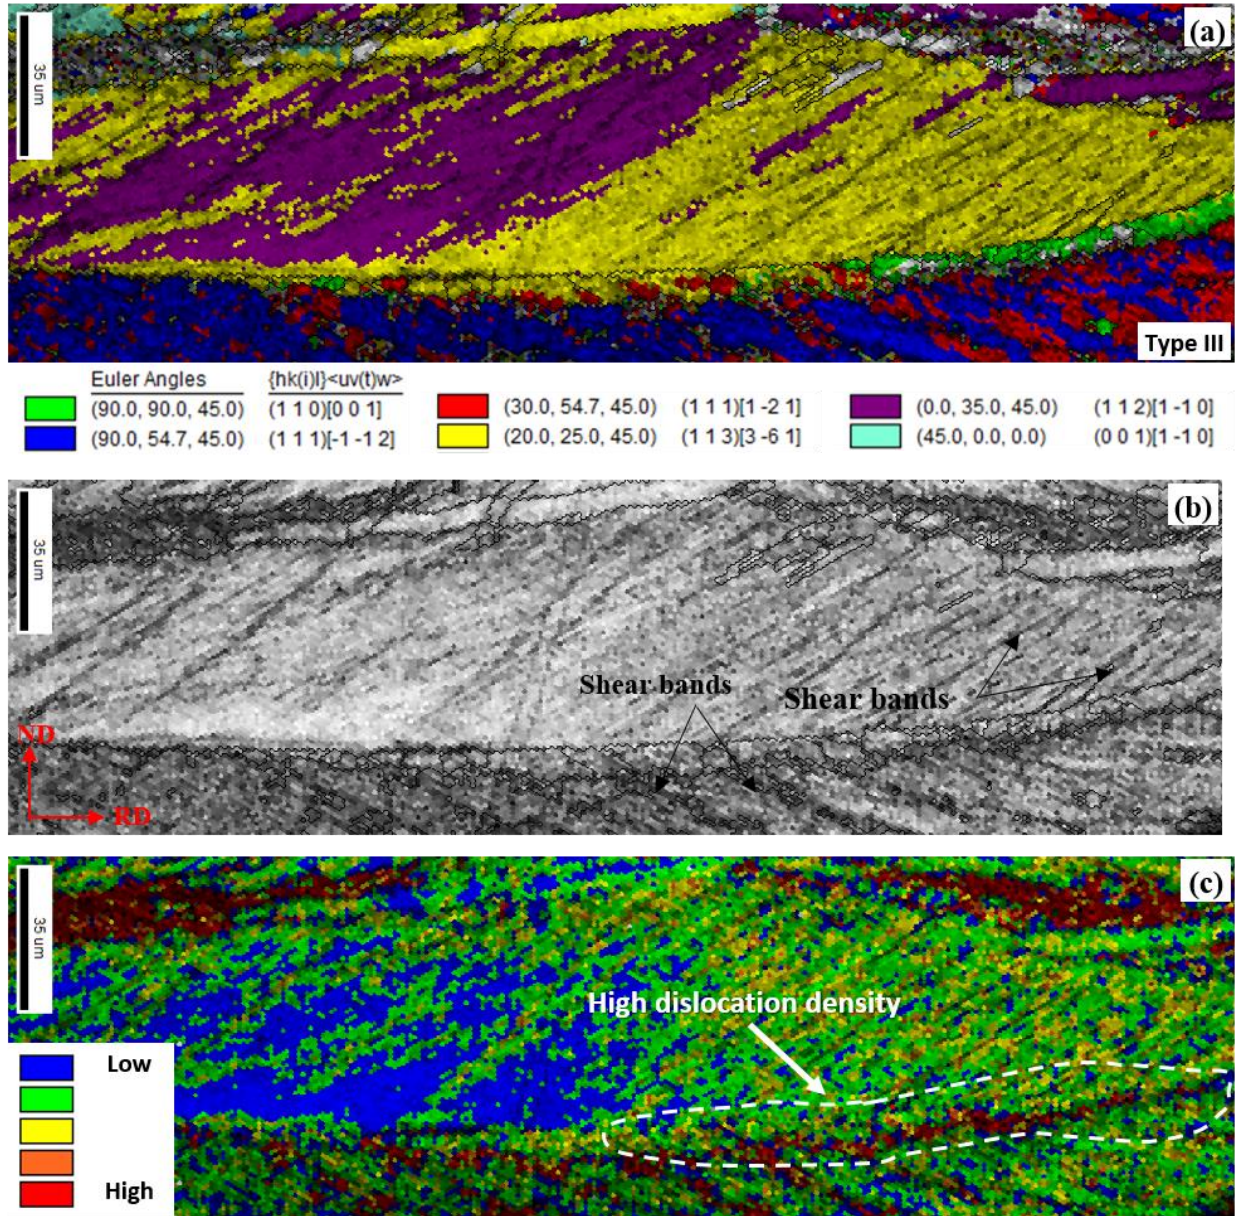 (a)
35 um
Type III
Euler Angles {hk(i)l}<uv(t)w>
(90.0, 90.0, 45.0) (1 1 0)[0 0 1]
(90.0, 54.7, 45.0) (1 1 1)[-1 -1 2]
(30.0, 54.7, 45.0) (1 1 1)[1 -2 1]
(20.0, 25.0, 45.0) (1 1 3)[3 -6 1]
(0.0, 35.0, 45.0) (1 1 2)[1 -1 0]
(45.0, 0.0, 0.0) (0 0 1)[1 -1 0]
(b)
35 um
Shear bands
Shear bands
ND
RD
(c)
35 um
High dislocation density
Low
High